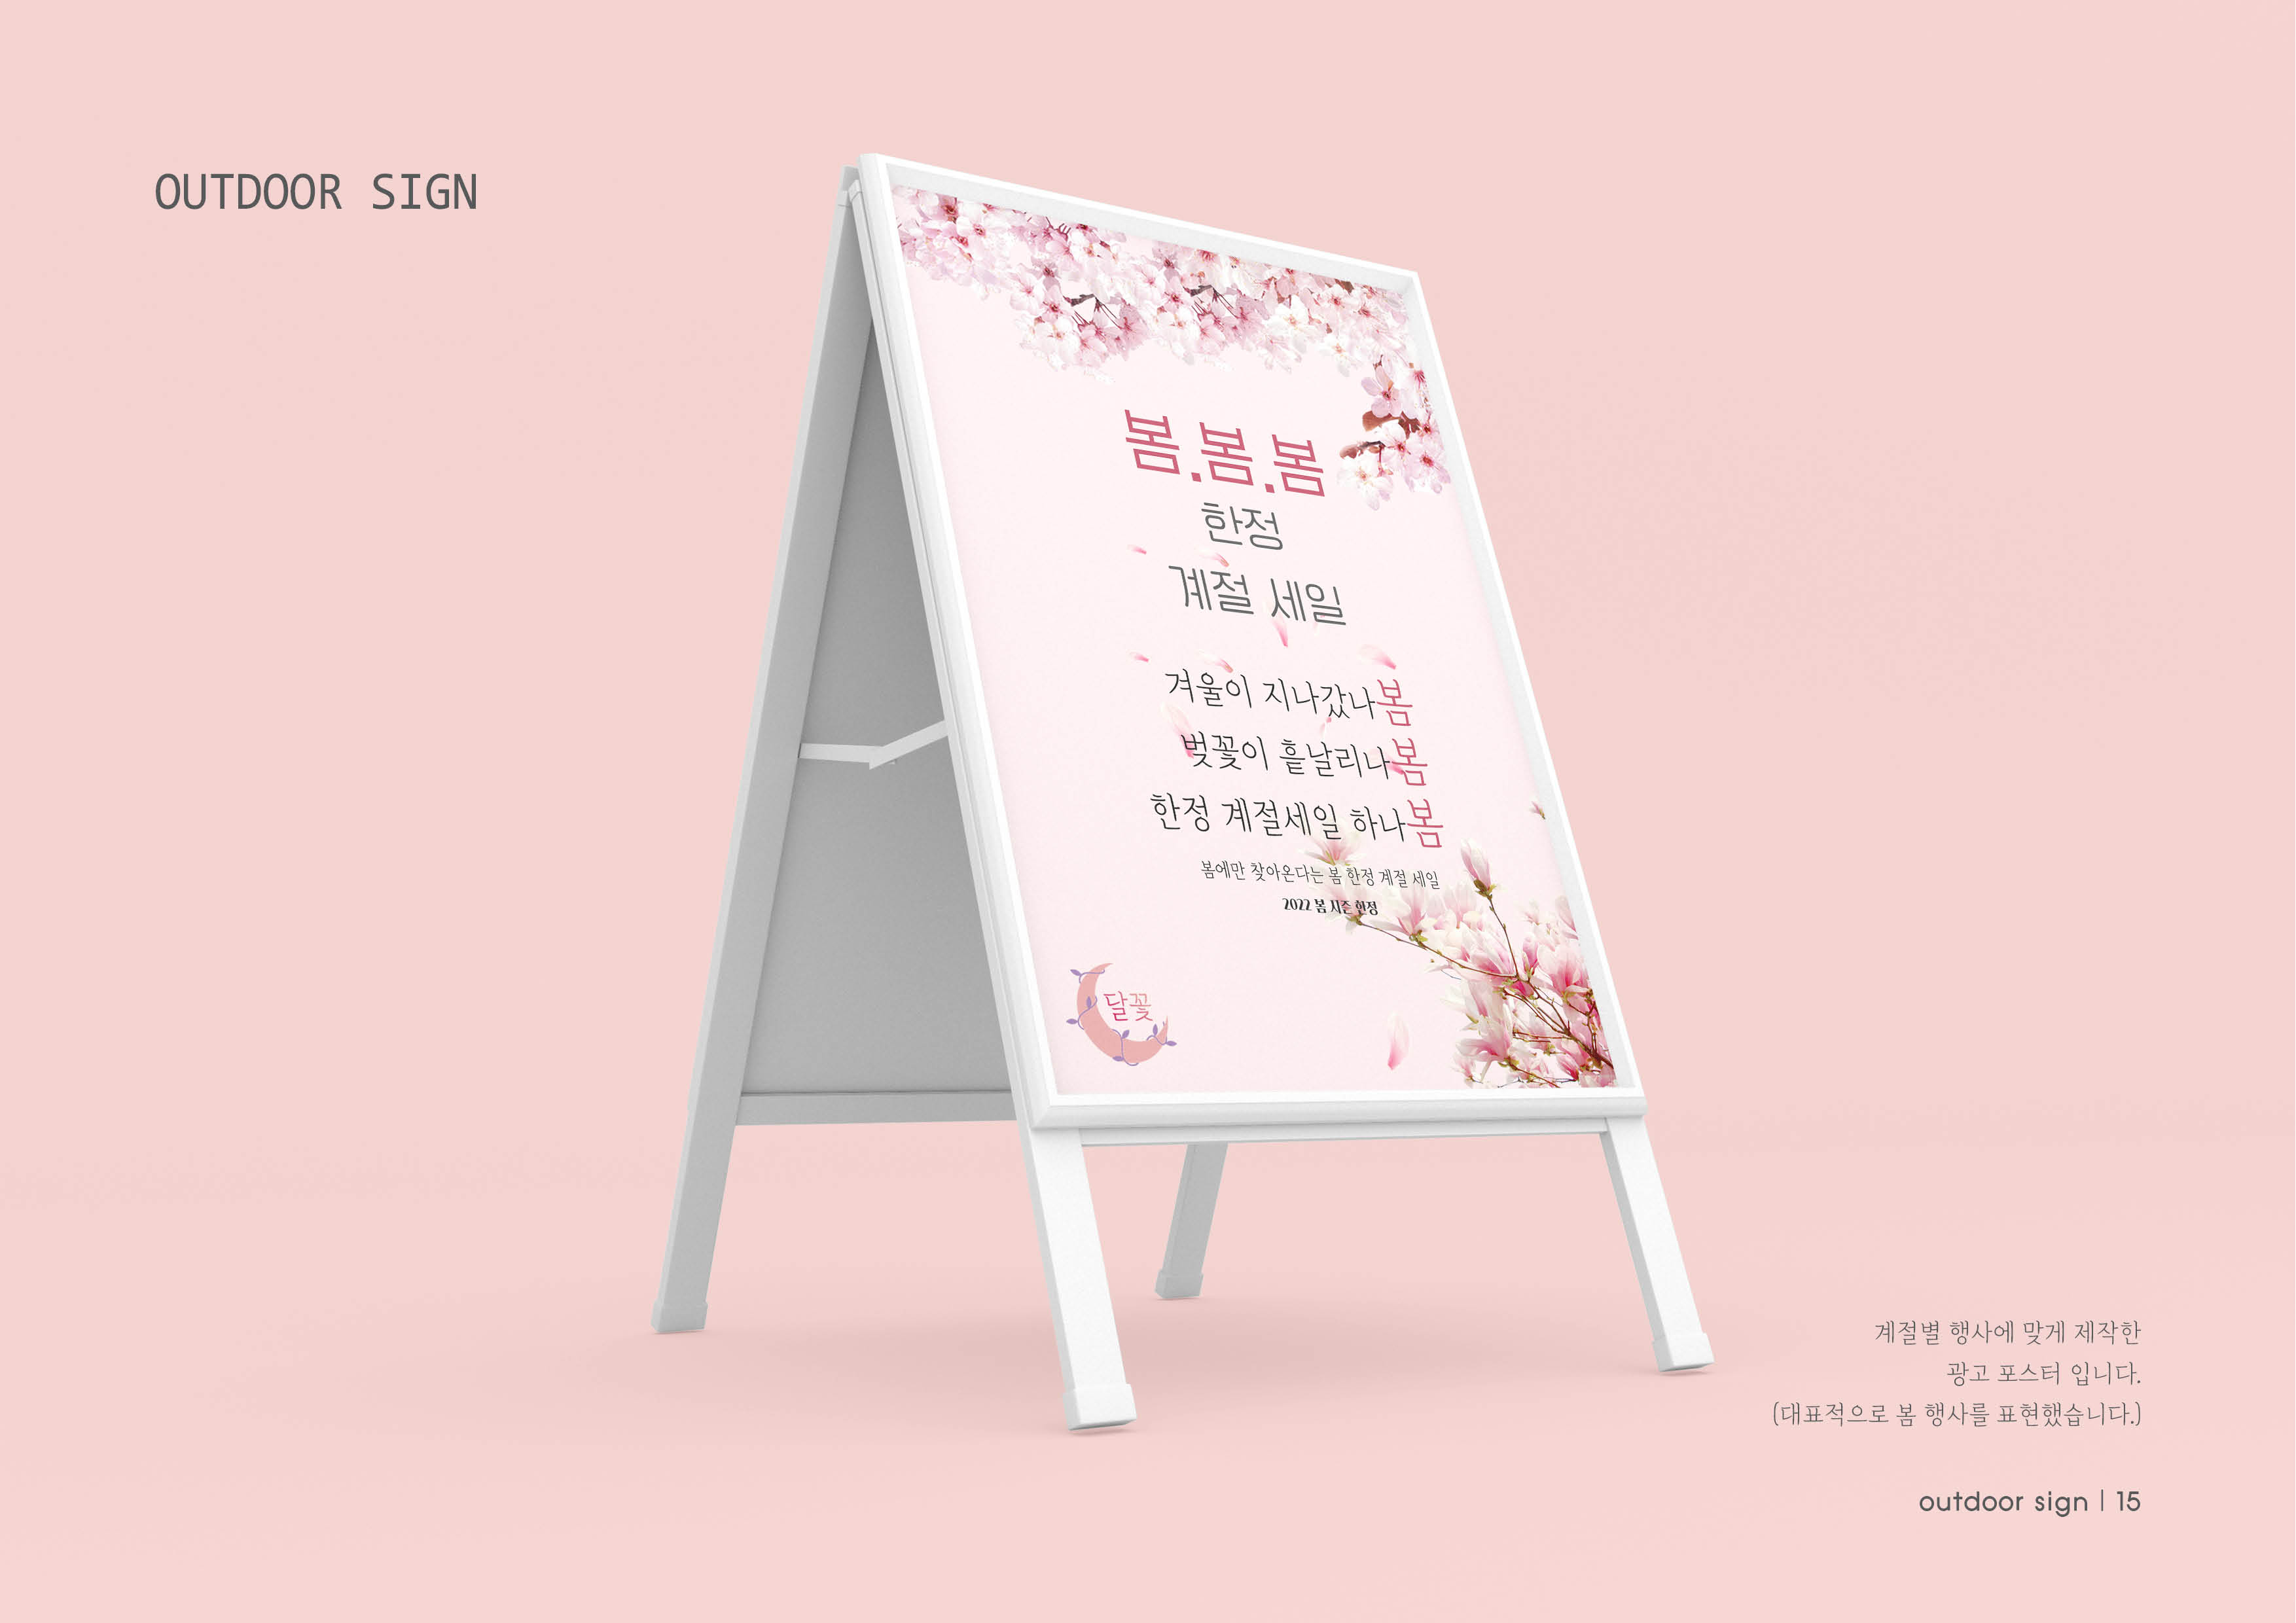 OUTDOOR SIGN
봄.봄.봄
한정
계절 세일
겨울이 지나갔나봄
벚꽃이 흩날리나봄
한정 계절세일 하나봄
봄에만 찾아온다는 봄 한정 계절 세일
2022 봄 시즌 한정
달꽃
계절별 행사에 맞게 제작한
광고 포스터 입니다.
(대표적으로 봄 행사를 표현했습니다.)
outdoor sign | 15